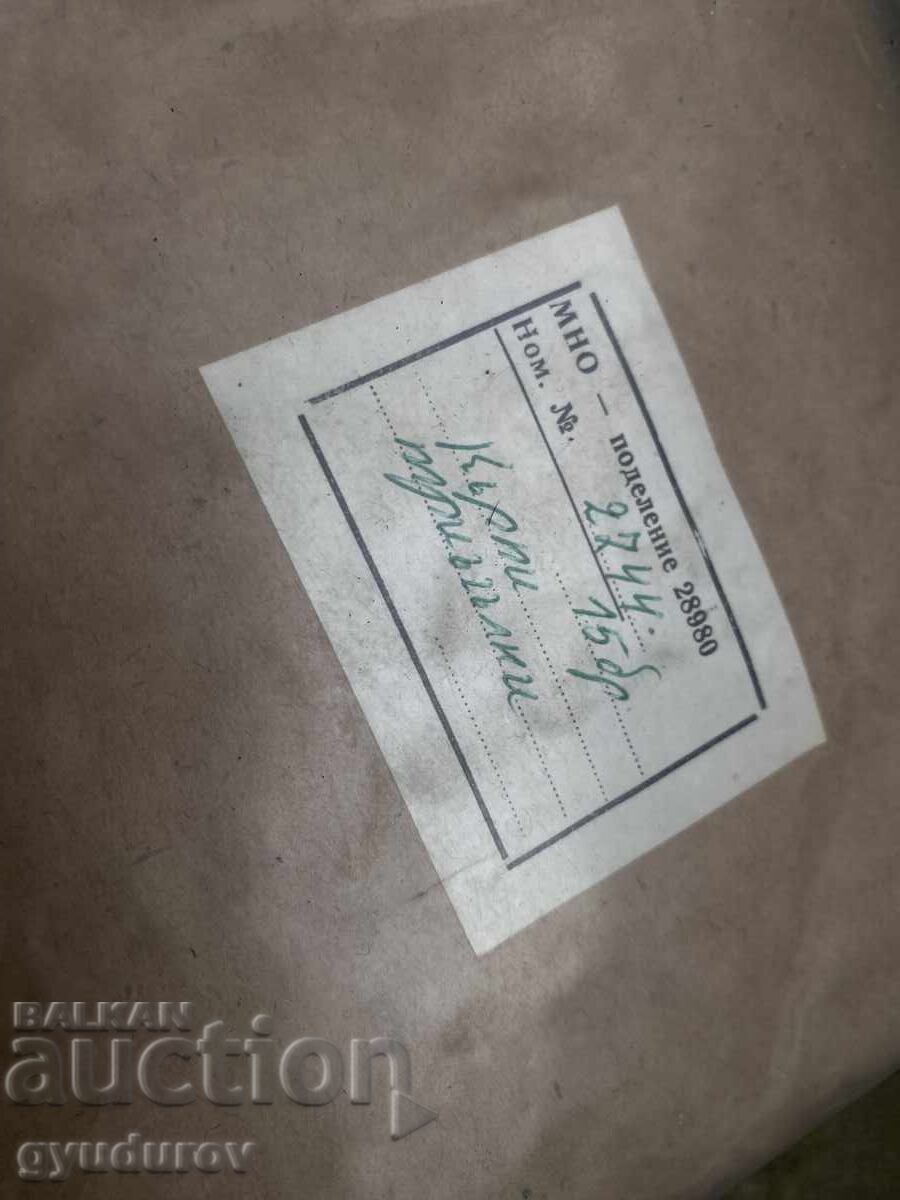 МНО – поделение 28980
Ном. №. 2744.
15 бр
Кърпи
триъгълни
BALKAN
auction
gyudurov